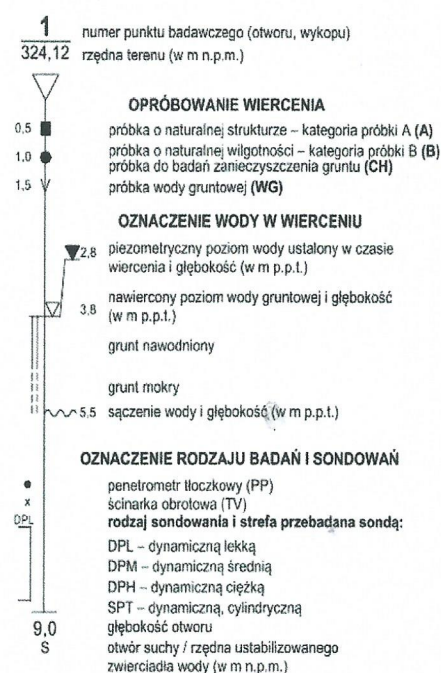 1 numer punktu badawczego (otworu, wykopu)
324,12 rzędna terenu (w m n.p.m.)
OPRÓBOWANIE WIERCENIA
0,5 próbka o naturalnej strukturze – kategoria próbki A (A)
1,0 próbka o naturalnej wilgotności – kategoria próbki B (B)
próbka do badań zanieczyszczenia gruntu (CH)
1,5 próbka wody gruntowej (WG)
OZNACZENIE WODY W WIERCENIU
2,8 piezometryczny poziom wody ustalony w czasie
wiercenia i głębokość (w m p.p.t.)
nawiercony poziom wody gruntowej i głębokość
3,8 (w m p.p.t.)
grunt nawodniony
grunt mokry
5,5 sączenie wody i głębokość (w m p.p.t.)
OZNACZENIE RODZAJU BADAŃ I SONDOWAŃ
penetrometr tłoczkowy (PP)
x ścinarka obrotowa (TV)
DPL rodzaj sondowania i strefa przebadana sondą:
DPL – dynamiczną lekką
DPM – dynamiczną średnią
DPH – dynamiczną ciężką
SPT – dynamiczną, cylindryczną
9,0 głębokość otworu
S otwór suchy / rzędna ustabilizowanego
zwierciadła wody (w m n.p.m.)